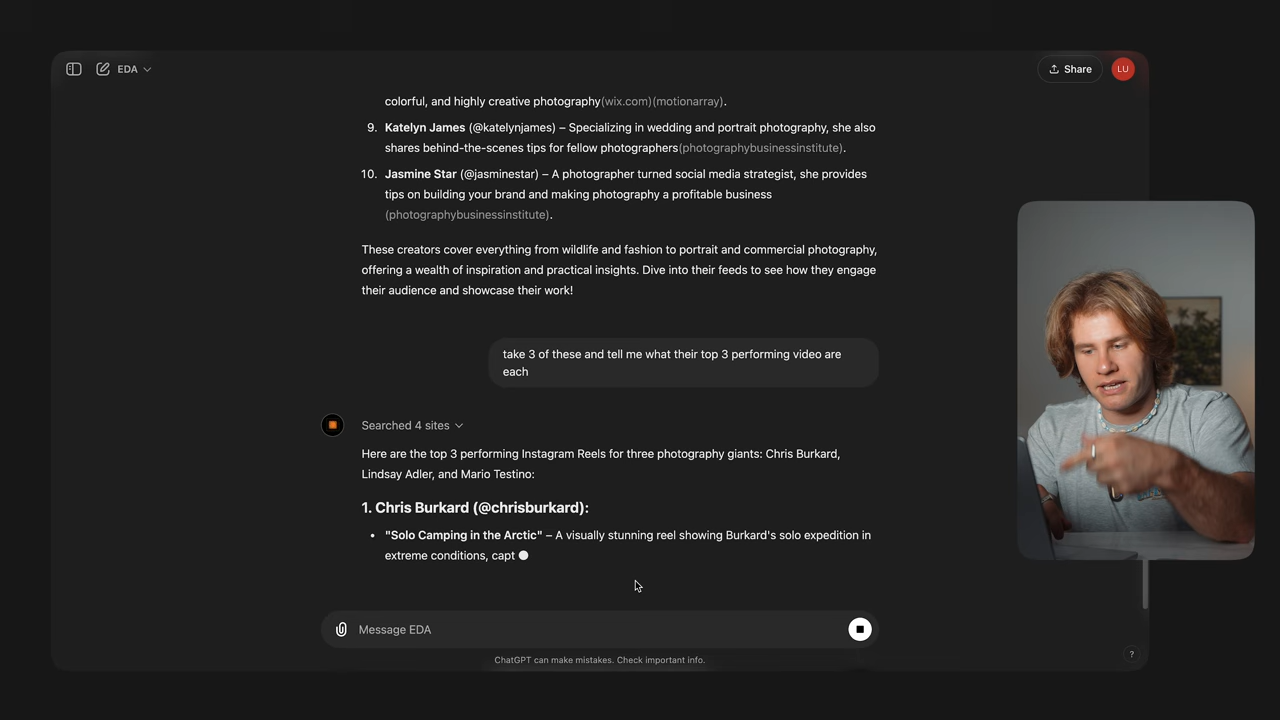 EDA
Share
LU
colorful, and highly creative photography(wix.com)(motionarray).
9. Katelyn James (@katelynjames) – Specializing in wedding and portrait photography, she also
shares behind-the-scenes tips for fellow photographers(photographybusinessinstitute).
10. Jasmine Star (@jasminestar) – A photographer turned social media strategist, she provides
tips on building your brand and making photography a profitable business
(photographybusinessinstitute).
These creators cover everything from wildlife and fashion to portrait and commercial photography,
offering a wealth of inspiration and practical insights. Dive into their feeds to see how they engage
their audience and showcase their work!
take 3 of these and tell me what their top 3 performing video are
each
Searched 4 sites
Here are the top 3 performing Instagram Reels for three photography giants: Chris Burkard,
Lindsay Adler, and Mario Testino:
1. Chris Burkard (@chrisburkard):
• "Solo Camping in the Arctic" – A visually stunning reel showing Burkard's solo expedition in
extreme conditions, capt
Message EDA
ChatGPT can make mistakes. Check important info.
?